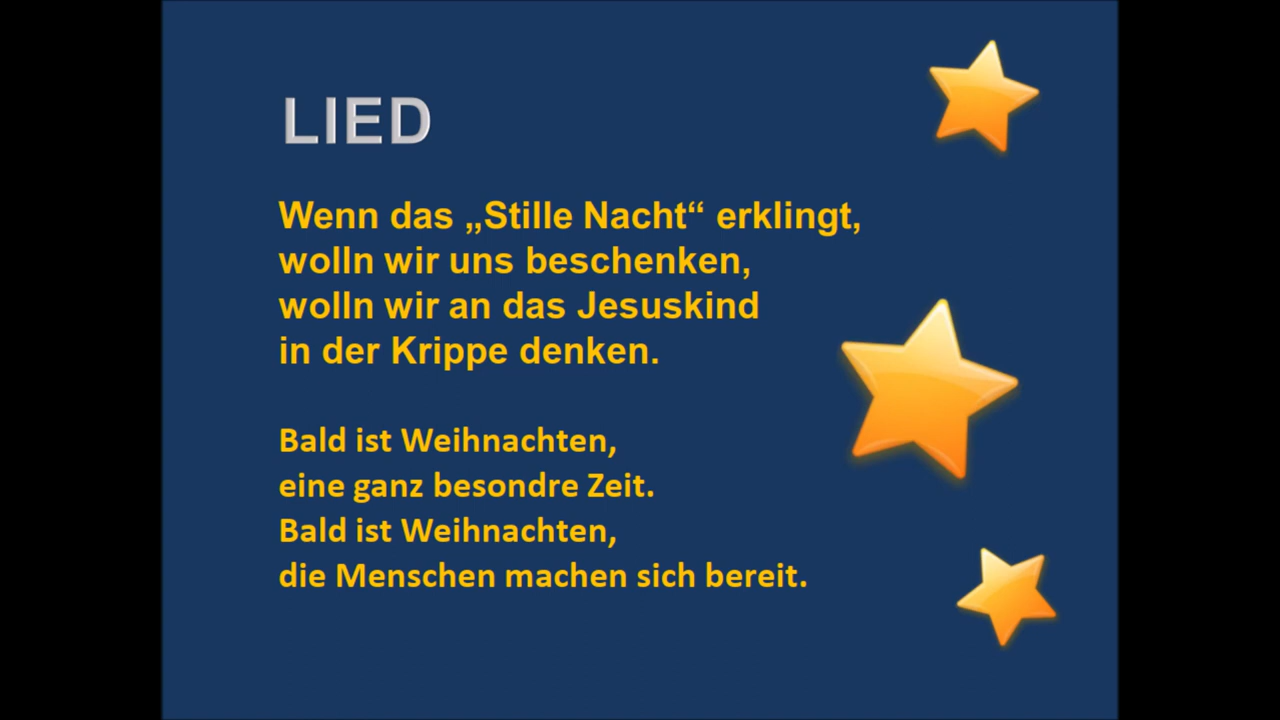 LIED
Wenn das „Stille Nacht“ erklingt,
wolln wir uns beschenken,
wolln wir an das Jesuskind
in der Krippe denken.
Bald ist Weihnachten,
eine ganz besondre Zeit.
Bald ist Weihnachten,
die Menschen machen sich bereit.